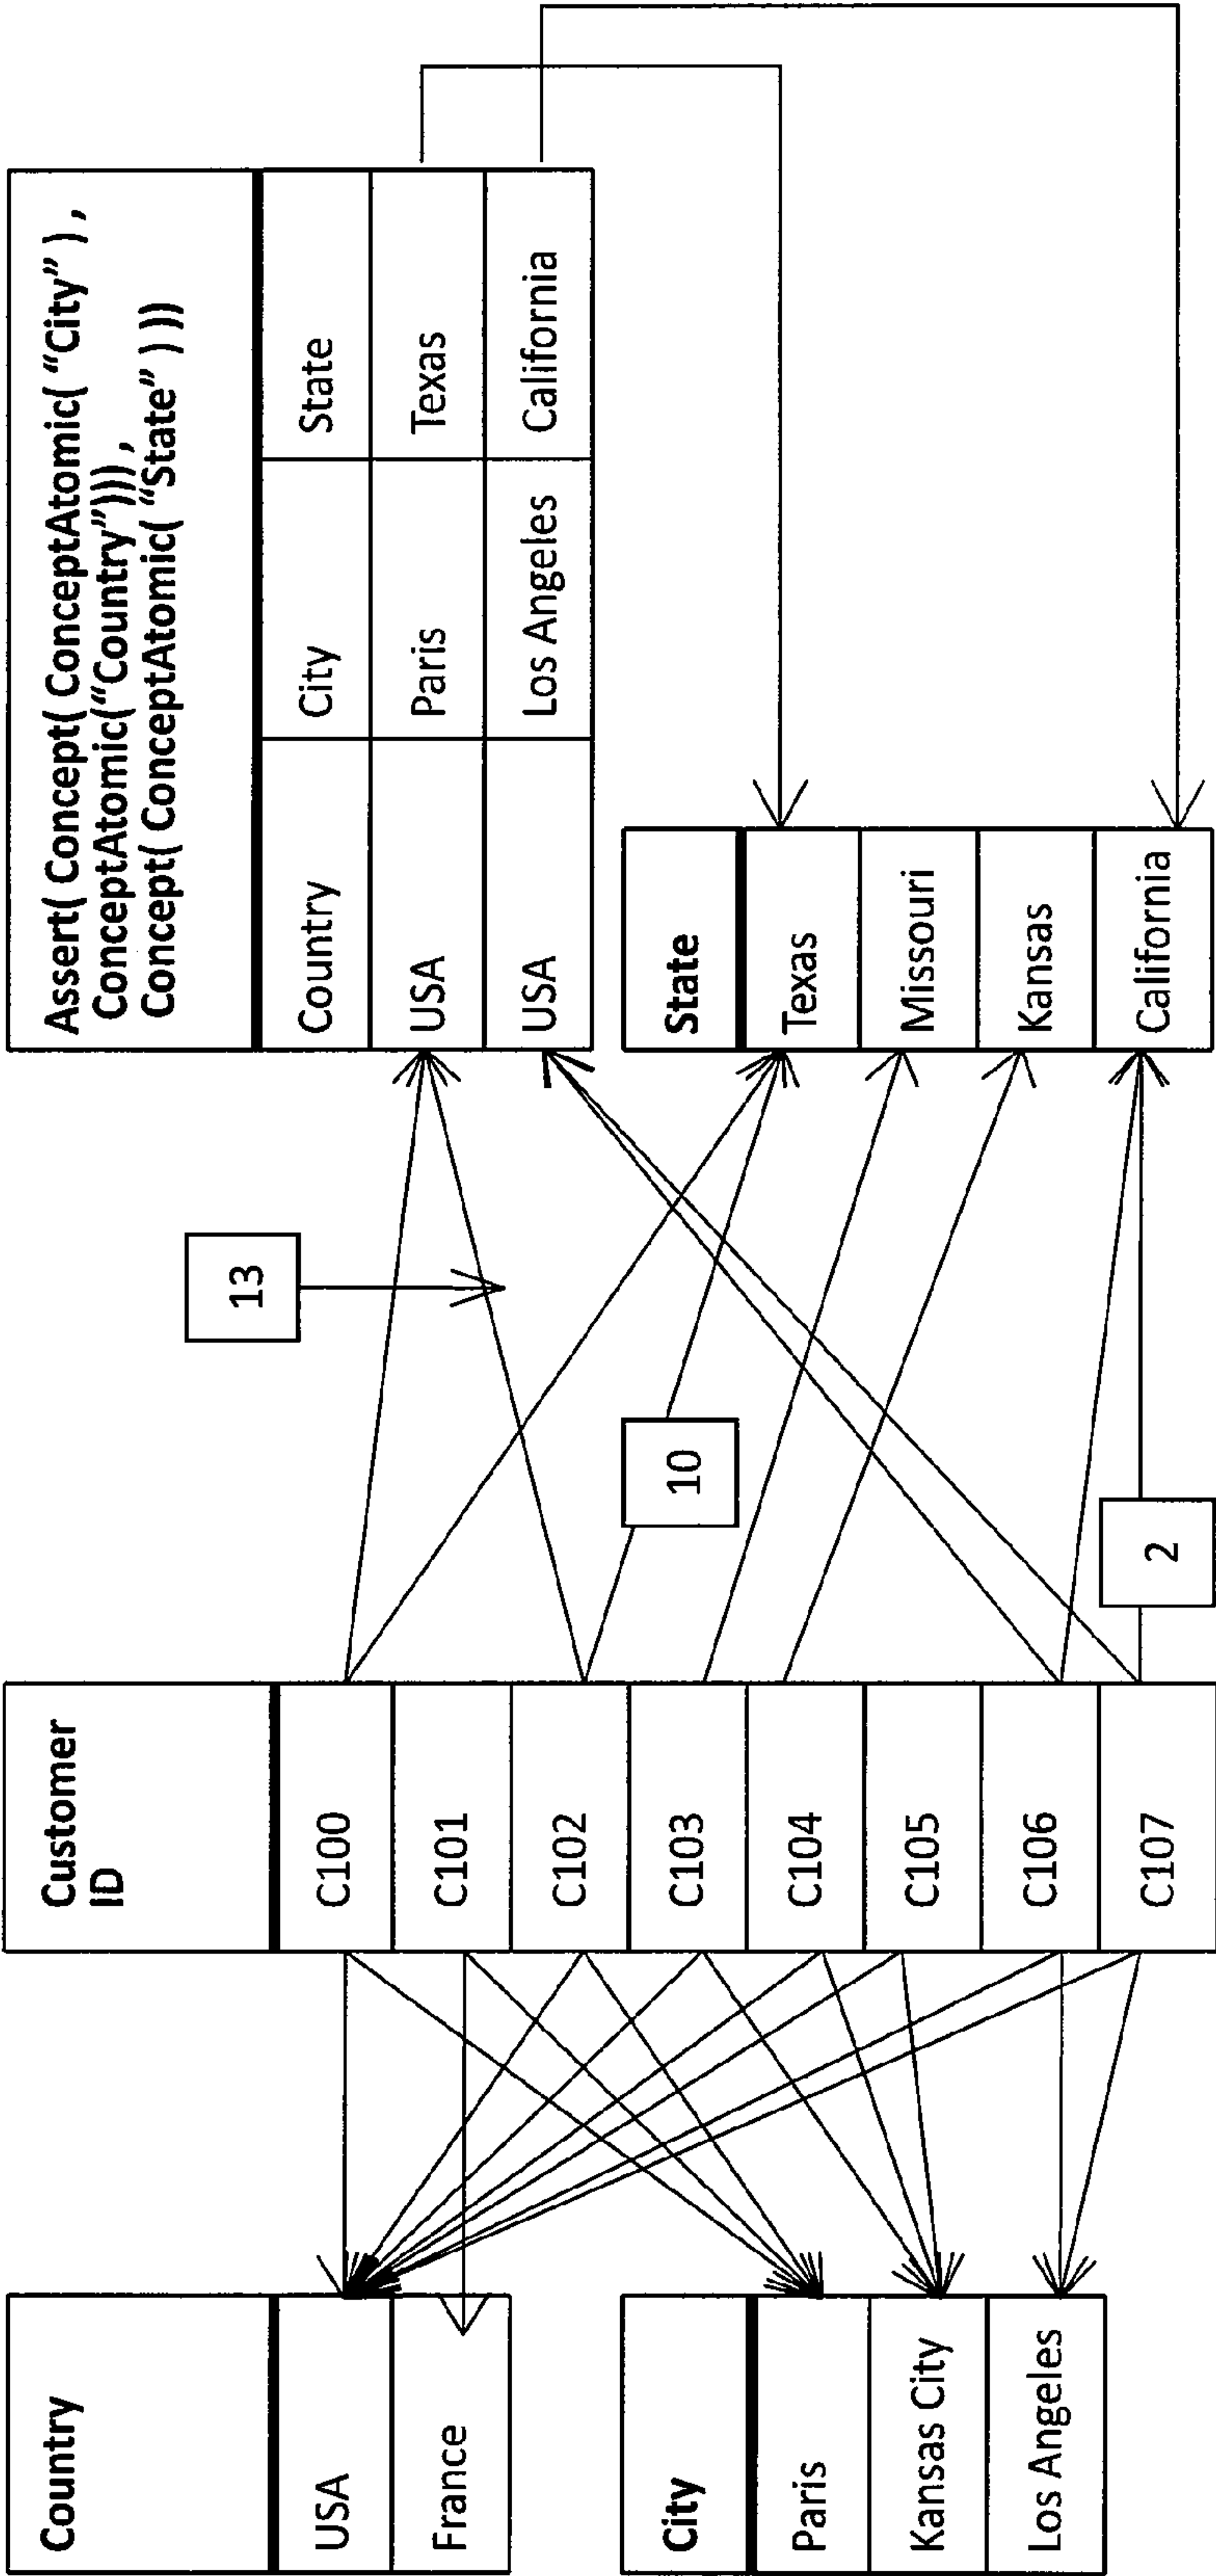 Country
USA
France
City
Paris
Kansas City
Los Angeles
Customer
ID
C100
C101
C102
C103
C104
C105
C106
C107
13
10
2
Assert( Concept( ConceptAtomic( “City” ) ,
ConceptAtomic(“Country”))) ,
Concept( ConceptAtomic( “State” ) ))
Country City State
USA Paris Texas
USA Los Angeles California
State
Texas
Missouri
Kansas
California